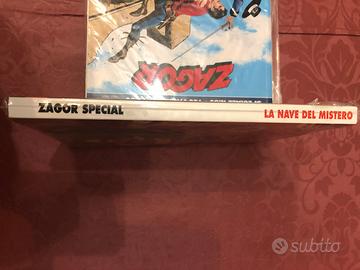 ZAGOR
ZAGOR SPECIAL
LA NAVE DEL MISTERO
subito